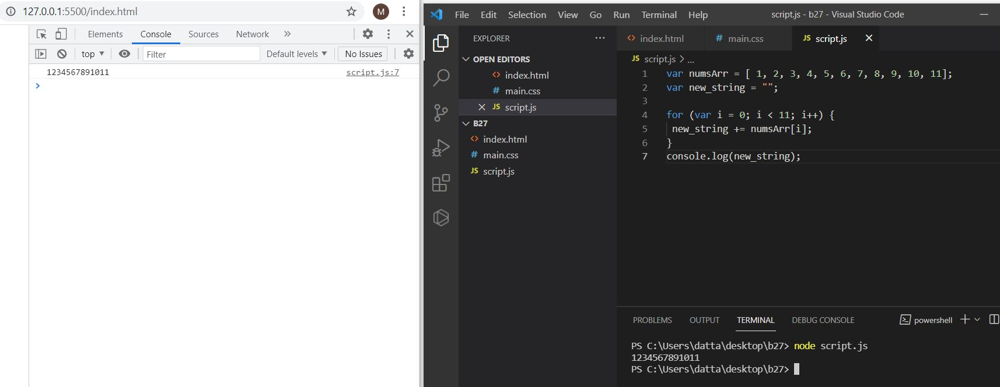 127.0.0.1:5500/index.html
M
Elements Console Sources Network
top Filter Default levels No Issues
1234567891011 script.js:7
File Edit Selection View Go Run Terminal Help script.js - b27 - Visual Studio Code
EXPLORER ···
OPEN EDITORS
<> index.html
# main.css
JS script.js
B27
<> index.html
# main.css
JS script.js
<> index.html # main.css JS script.js
JS script.js > ...
1 var numsArr = [ 1, 2, 3, 4, 5, 6, 7, 8, 9, 10, 11];
2 var new_string = "";
3
4 for (var i = 0; i < 11; i++) {
5 new_string += numsArr[i];
6 }
7 console.log(new_string);
PROBLEMS OUTPUT TERMINAL DEBUG CONSOLE powershell
PS C:\Users\datta\desktop\b27> node script.js
1234567891011
PS C:\Users\datta\desktop\b27>